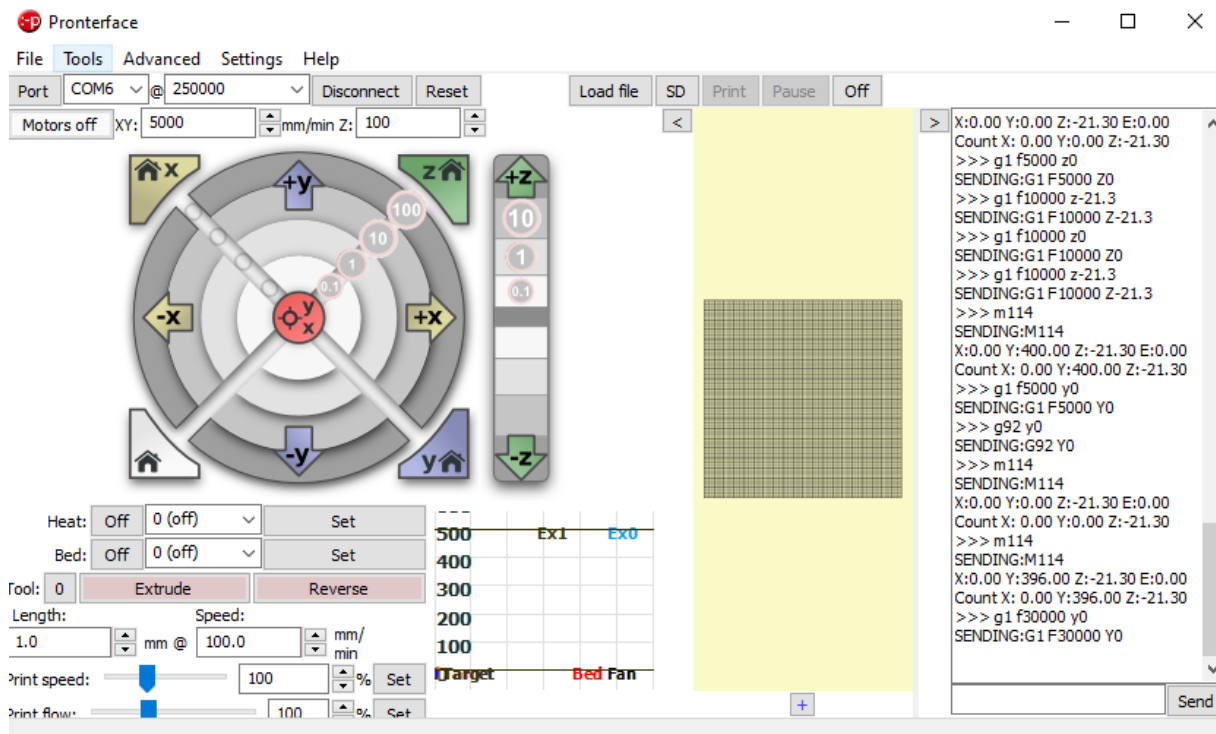 Pronterface
File Tools Advanced Settings Help
Port COM6 @ 250000 Disconnect Reset Load file SD Print Pause Off
Motors off XY: 5000 mm/min Z: 100 < >
x z
+y +z
100 10
10 1
1 0.1
0.1
y
x
-x +x
-y -z
y
Heat: Off 0 (off) Set
Bed: Off 0 (off) Set
Tool: 0 Extrude Reverse
Length: Speed:
1.0 mm @ 100.0 mm/
min
Print speed: 100 % Set
Print flow: 100 % Set
500 Ex1 Ex0
400
300
200
100
Target Bed Fan
+
X:0.00 Y:0.00 Z:-21.30 E:0.00
Count X: 0.00 Y:0.00 Z:-21.30
>>> g1 f5000 z0
SENDING:G1 F5000 Z0
>>> g1 f10000 z-21.3
SENDING:G1 F10000 Z-21.3
>>> g1 f10000 z0
SENDING:G1 F10000 Z0
>>> g1 f10000 z-21.3
SENDING:G1 F10000 Z-21.3
>>> m114
SENDING:M114
X:0.00 Y:400.00 Z:-21.30 E:0.00
Count X: 0.00 Y:400.00 Z:-21.30
>>> g1 f5000 y0
SENDING:G1 F5000 Y0
>>> g92 y0
SENDING:G92 Y0
>>> m114
SENDING:M114
X:0.00 Y:0.00 Z:-21.30 E:0.00
Count X: 0.00 Y:0.00 Z:-21.30
>>> m114
SENDING:M114
X:0.00 Y:396.00 Z:-21.30 E:0.00
Count X: 0.00 Y:396.00 Z:-21.30
>>> g1 f30000 y0
SENDING:G1 F30000 Y0
Send